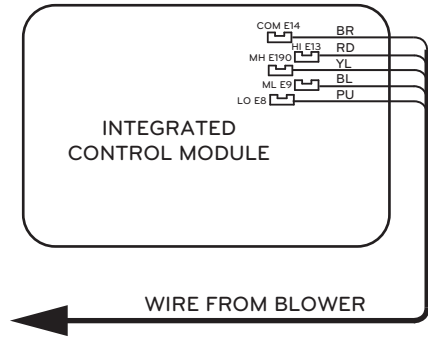 COM E14 BR
HI E13 RD
MH E190 YL
ML E9 BL
LO E8 PU
INTEGRATED
CONTROL MODULE
WIRE FROM BLOWER